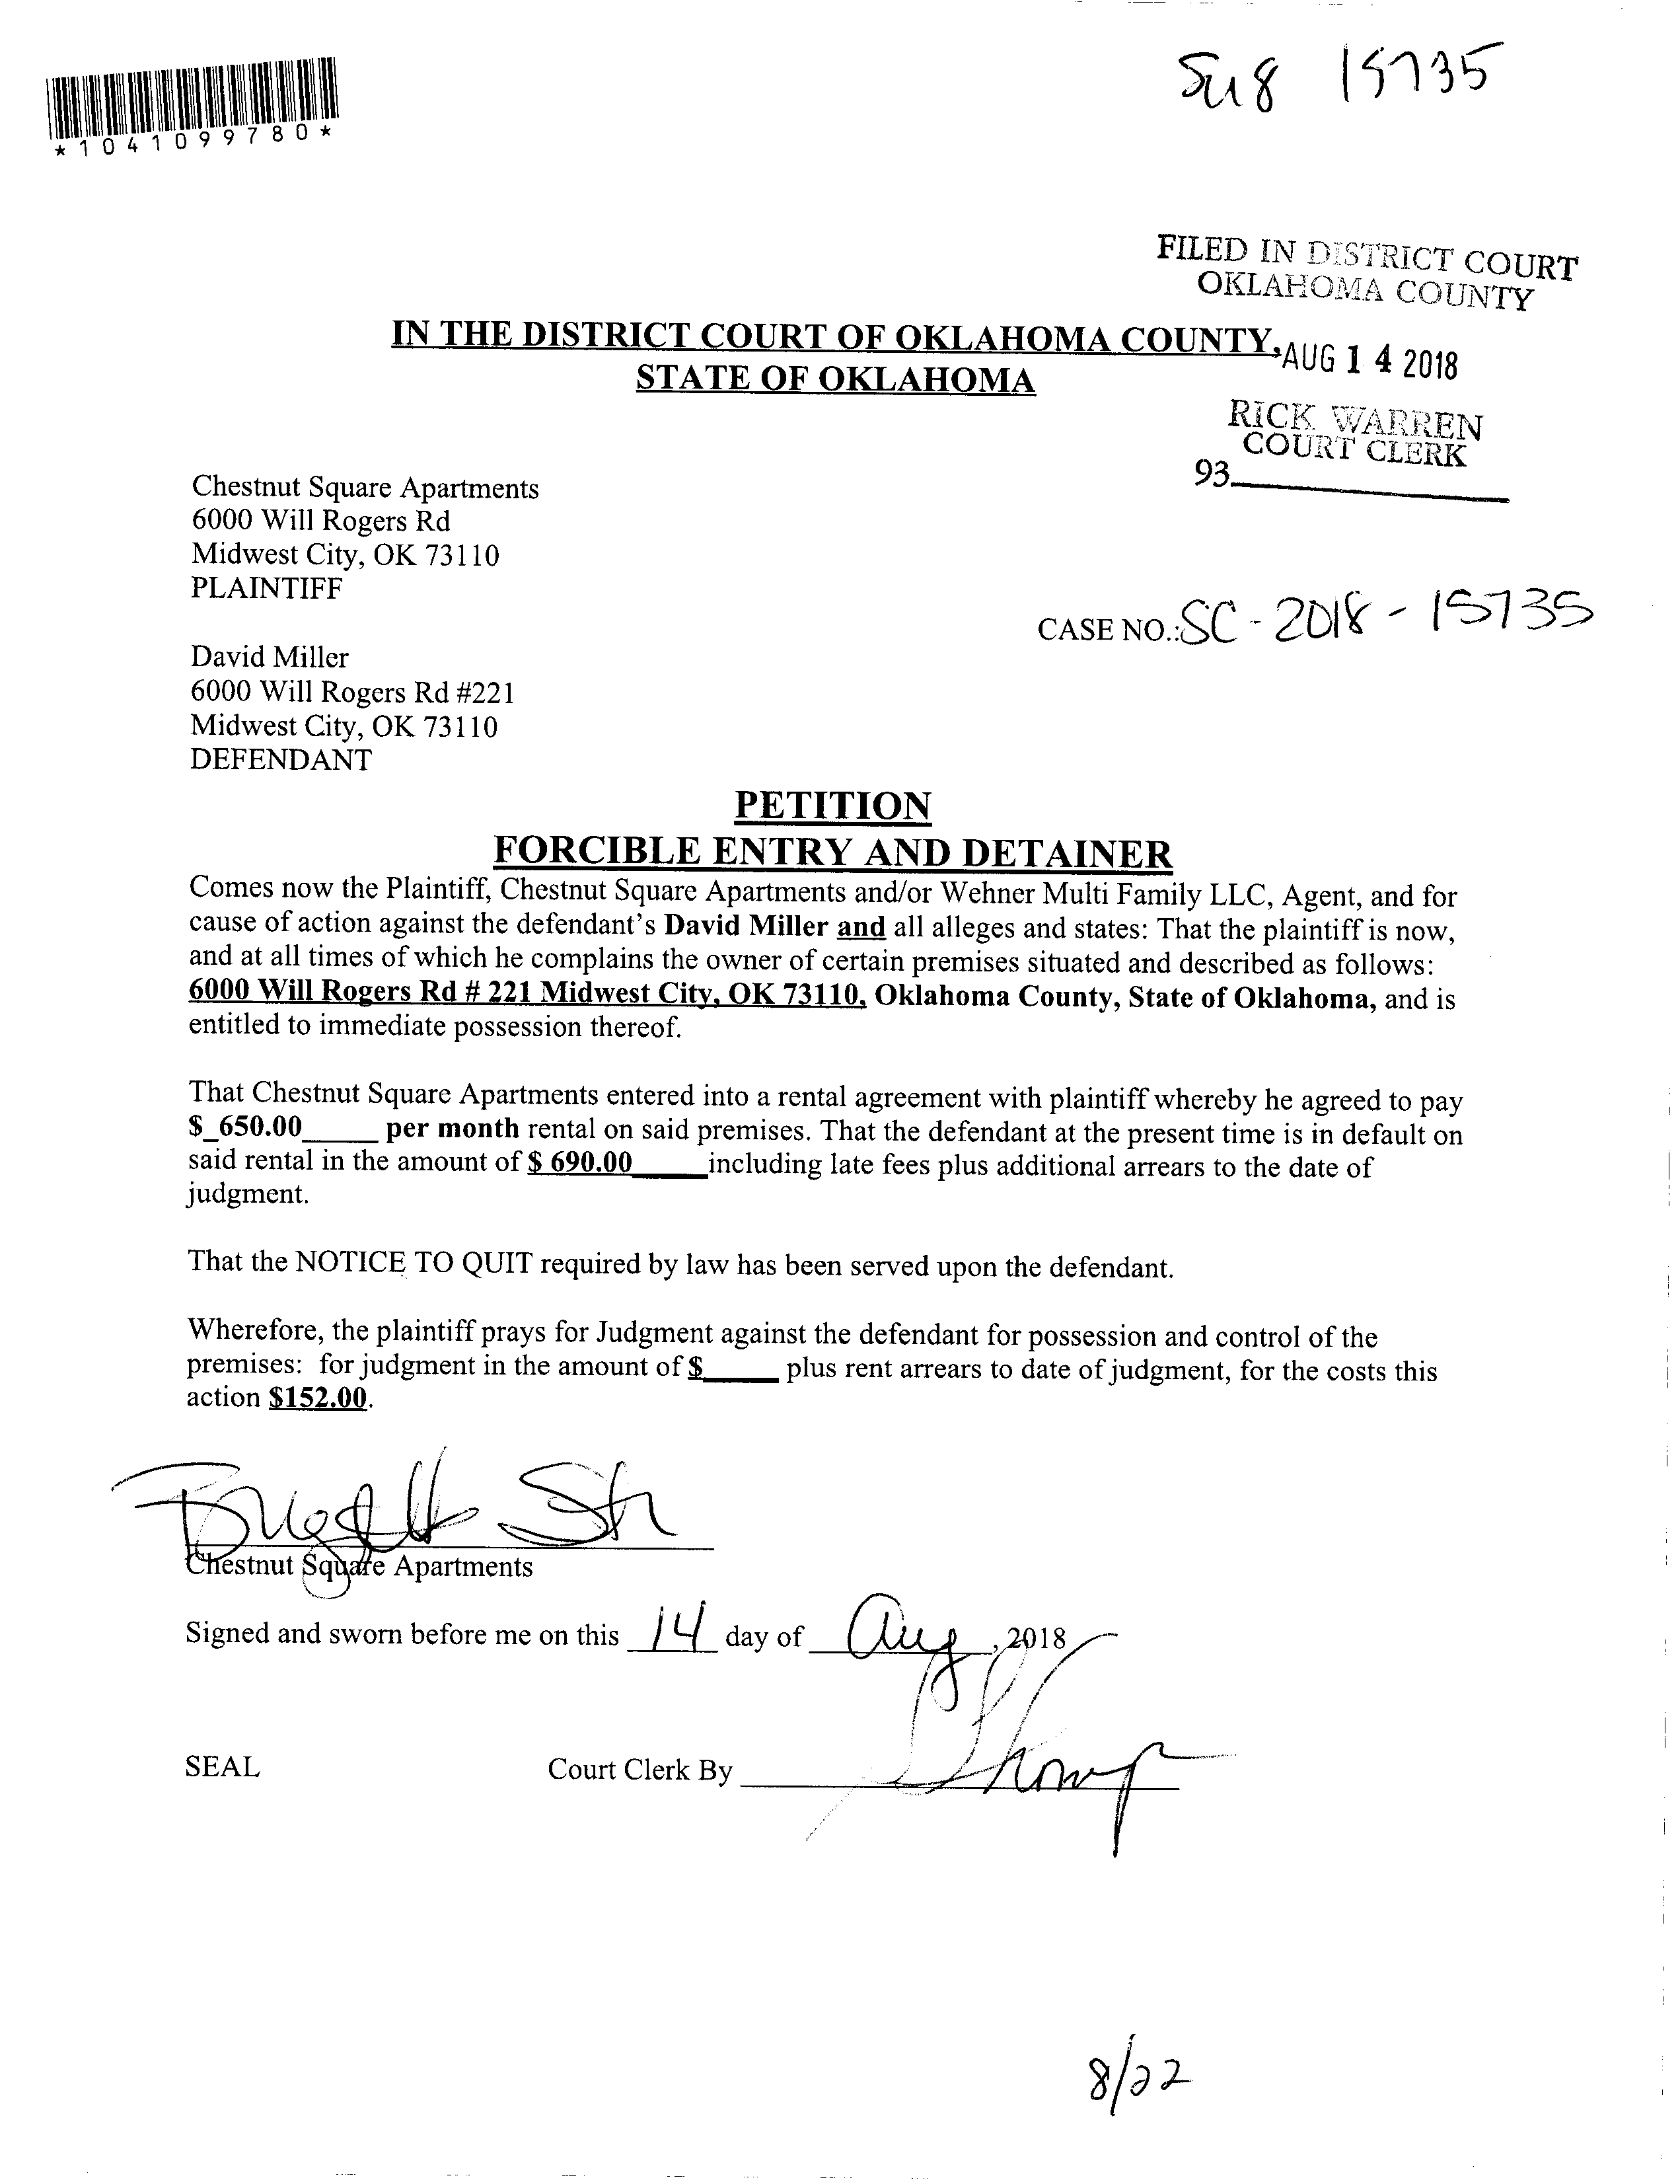 15735
*1041099780*
FILED IN DISTRICT COURT
OKLAHOMA COUNTY
IN THE DISTRICT COURT OF OKLAHOMA COUNTY,
AUG 14 2018
STATE OF OKLAHOMA
RICK WARREN
COURT CLERK
93
Chestnut Square Apartments
6000 Will Rogers Rd
Midwest City, OK 73110
PLAINTIFF
CASE NO.: SC-2018-15735
David Miller
6000 Will Rogers Rd #221
Midwest City, OK 73110
DEFENDANT
PETITION
FORCIBLE ENTRY AND DETAINER
Comes now the Plaintiff, Chestnut Square Apartments and/or Wehner Multi Family LLC, Agent, and for
cause of action against the defendant's David Miller and all alleges and states: That the plaintiff is now,
and at all times of which he complains the owner of certain premises situated and described as follows:
6000 Will Rogers Rd # 221 Midwest City, OK 73110, Oklahoma County, State of Oklahoma, and is
entitled to immediate possession thereof.
That Chestnut Square Apartments entered into a rental agreement with plaintiff whereby he agreed to pay
$_650.00_____ per month rental on said premises. That the defendant at the present time is in default on
said rental in the amount of $ 690.00_____including late fees plus additional arrears to the date of
judgment.
That the NOTICE TO QUIT required by law has been served upon the defendant.
Wherefore, the plaintiff prays for Judgment against the defendant for possession and control of the
premises: for judgment in the amount of $_____ plus rent arrears to date of judgment, for the costs this
action $152.00.
Chestnut Square Apartments
Signed and sworn before me on this 14 day of Aug, 2018
SEAL Court Clerk By
8/22